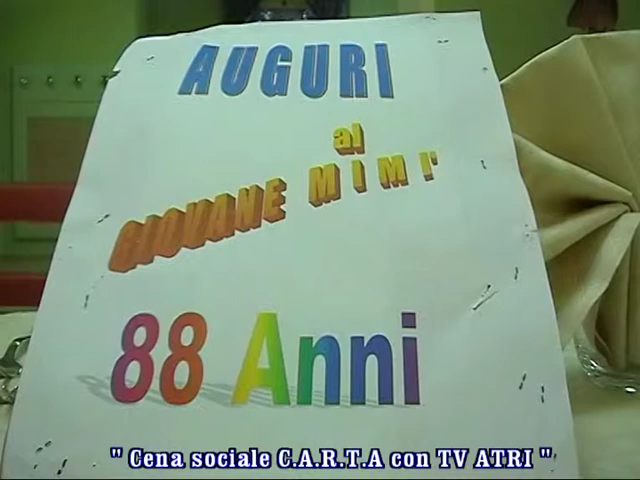 AUGURI
al
GIOVANE MIMI'
88 Anni
" Cena sociale C.A.R.T.A con TV ATRI "